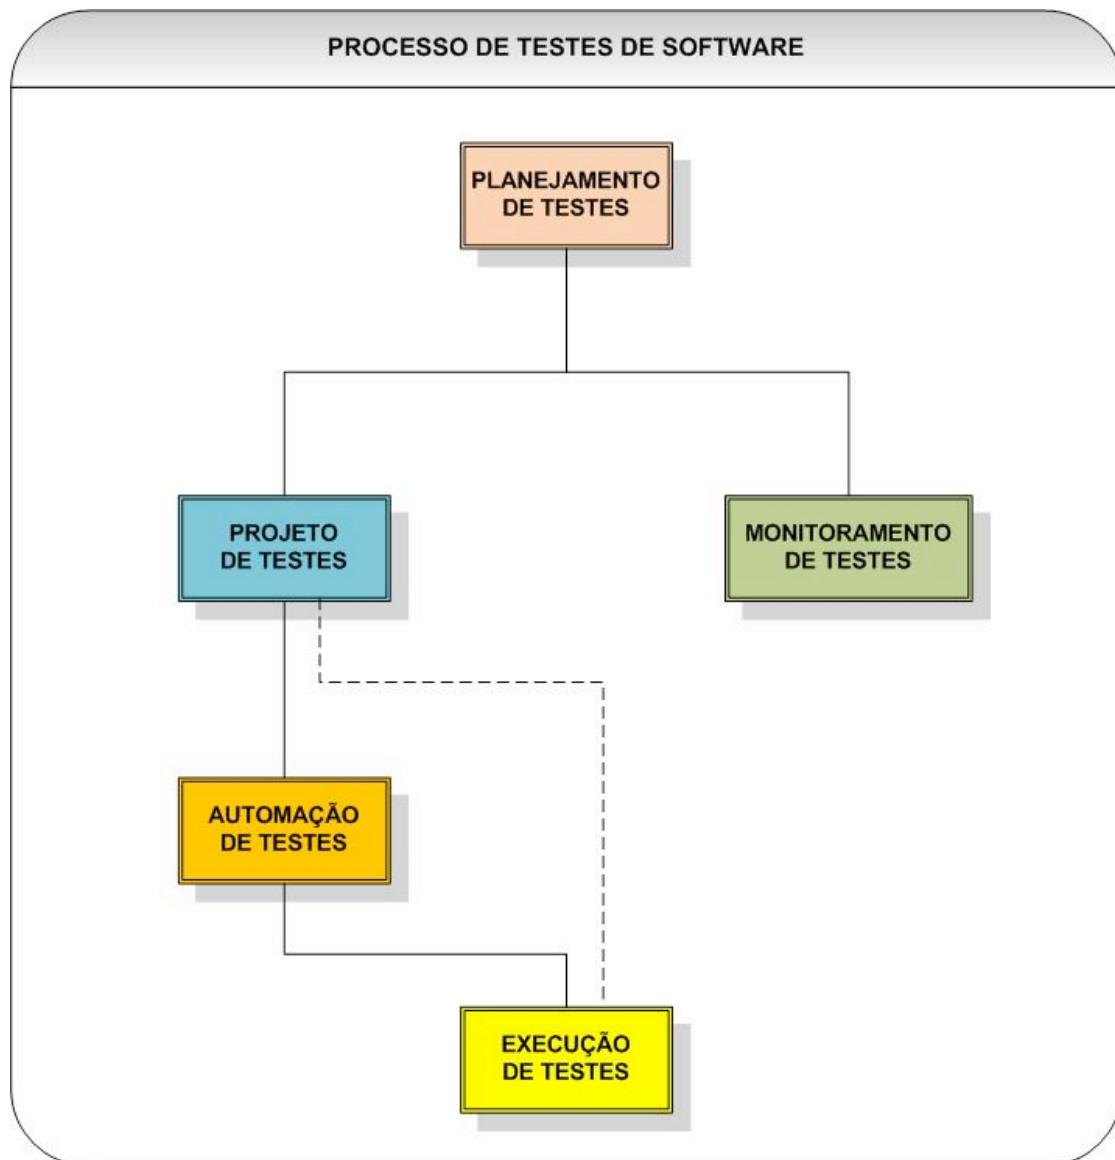 PROCESSO DE TESTES DE SOFTWARE
PLANEJAMENTO
DE TESTES
PROJETO
DE TESTES
MONITORAMENTO
DE TESTES
AUTOMAÇÃO
DE TESTES
EXECUÇÃO
DE TESTES